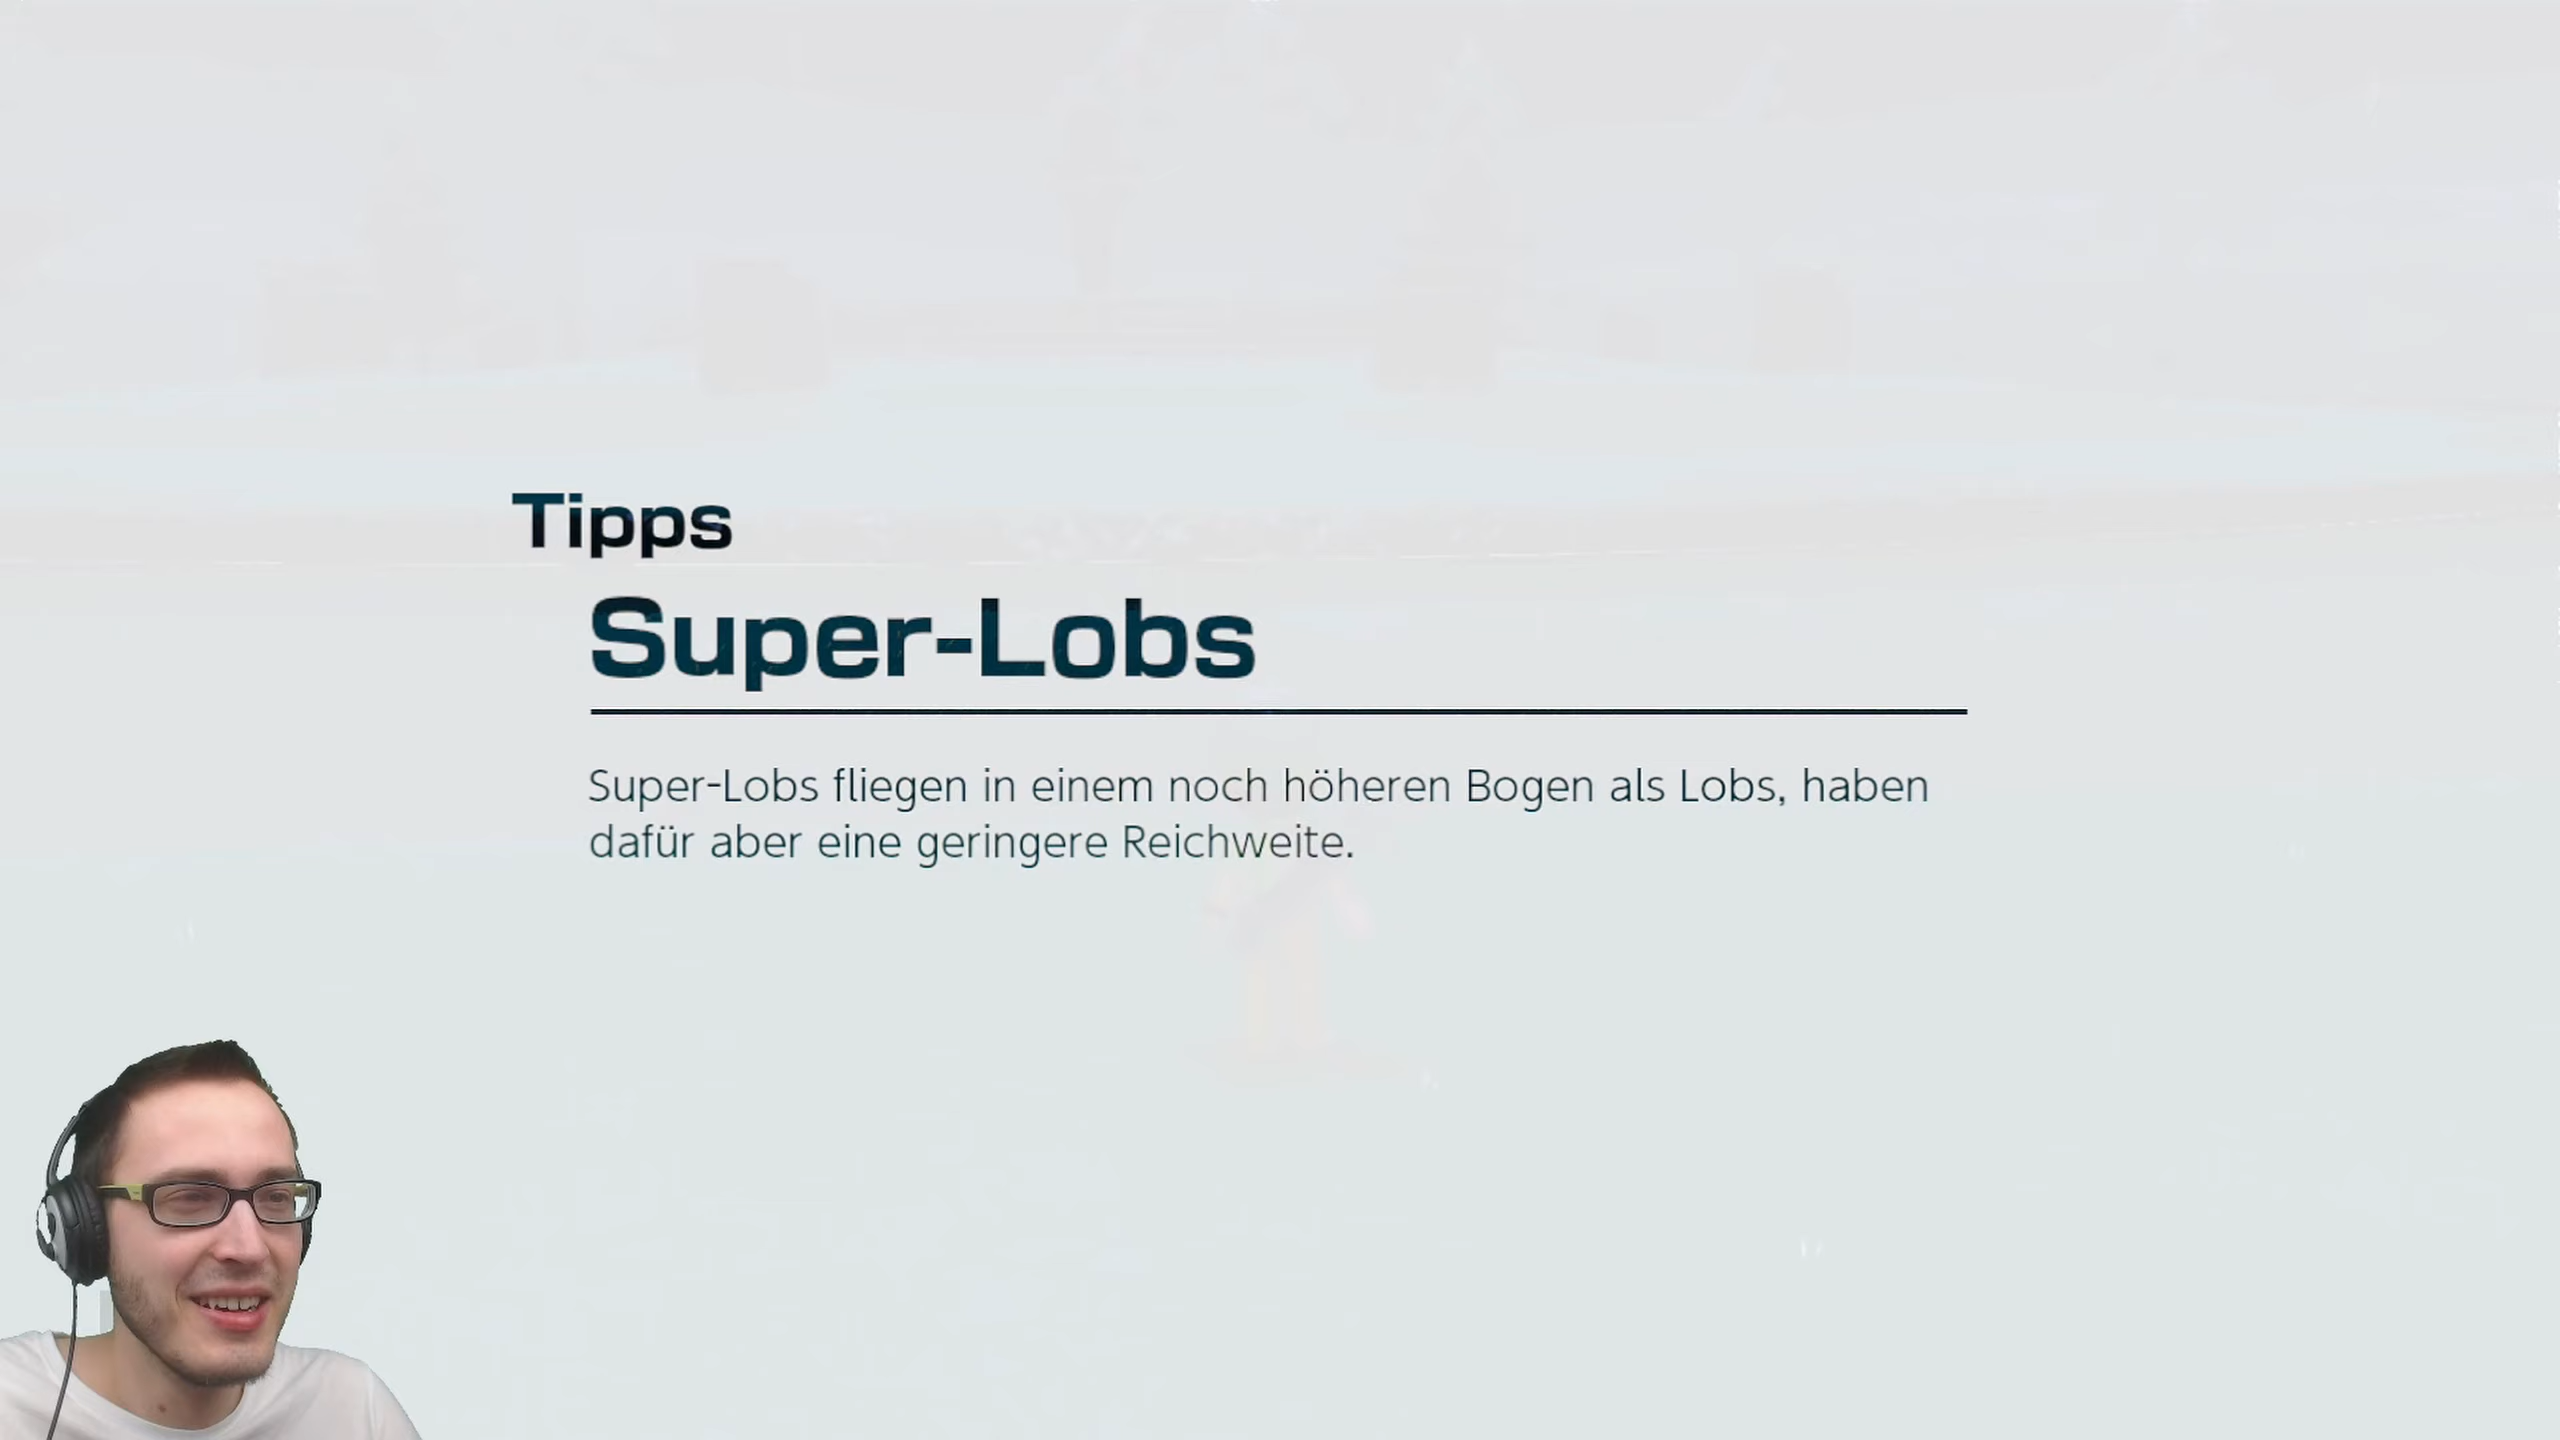 Tipps
Super-Lobs
Super-Lobs fliegen in einem noch höheren Bogen als Lobs, haben
dafür aber eine geringere Reichweite.